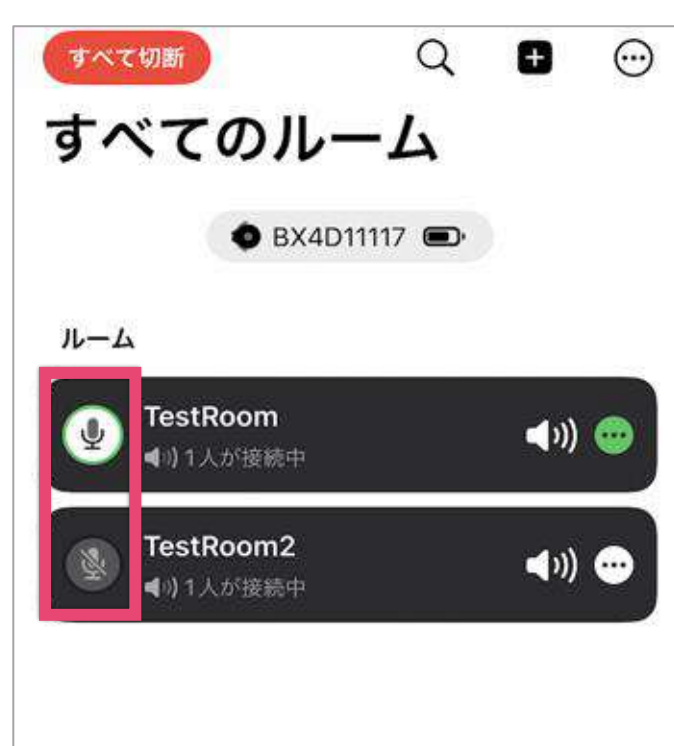 すべて切断
すべてのルーム
BX4D11117
ルーム
TestRoom
1人が接続中
TestRoom2
1人が接続中